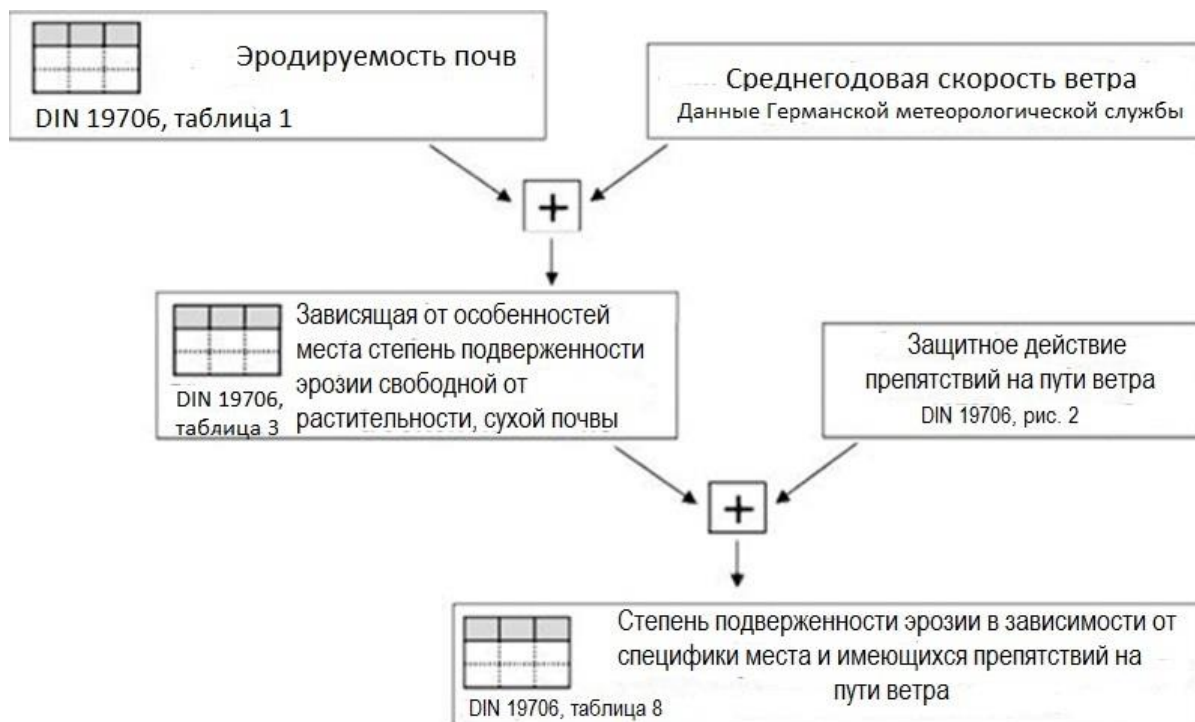 Эродируемость почв
DIN 19706, таблица 1
Среднегодовая скорость ветра
Данные Германской метеорологической службы
+
Зависящая от особенностей
места степень подверженности
эрозии свободной от
растительности, сухой почвы
DIN 19706,
таблица 3
Защитное действие
препятствий на пути ветра
DIN 19706, рис. 2
+
Степень подверженности эрозии в зависимости от
специфики места и имеющихся препятствий на
пути ветра
DIN 19706, таблица 8